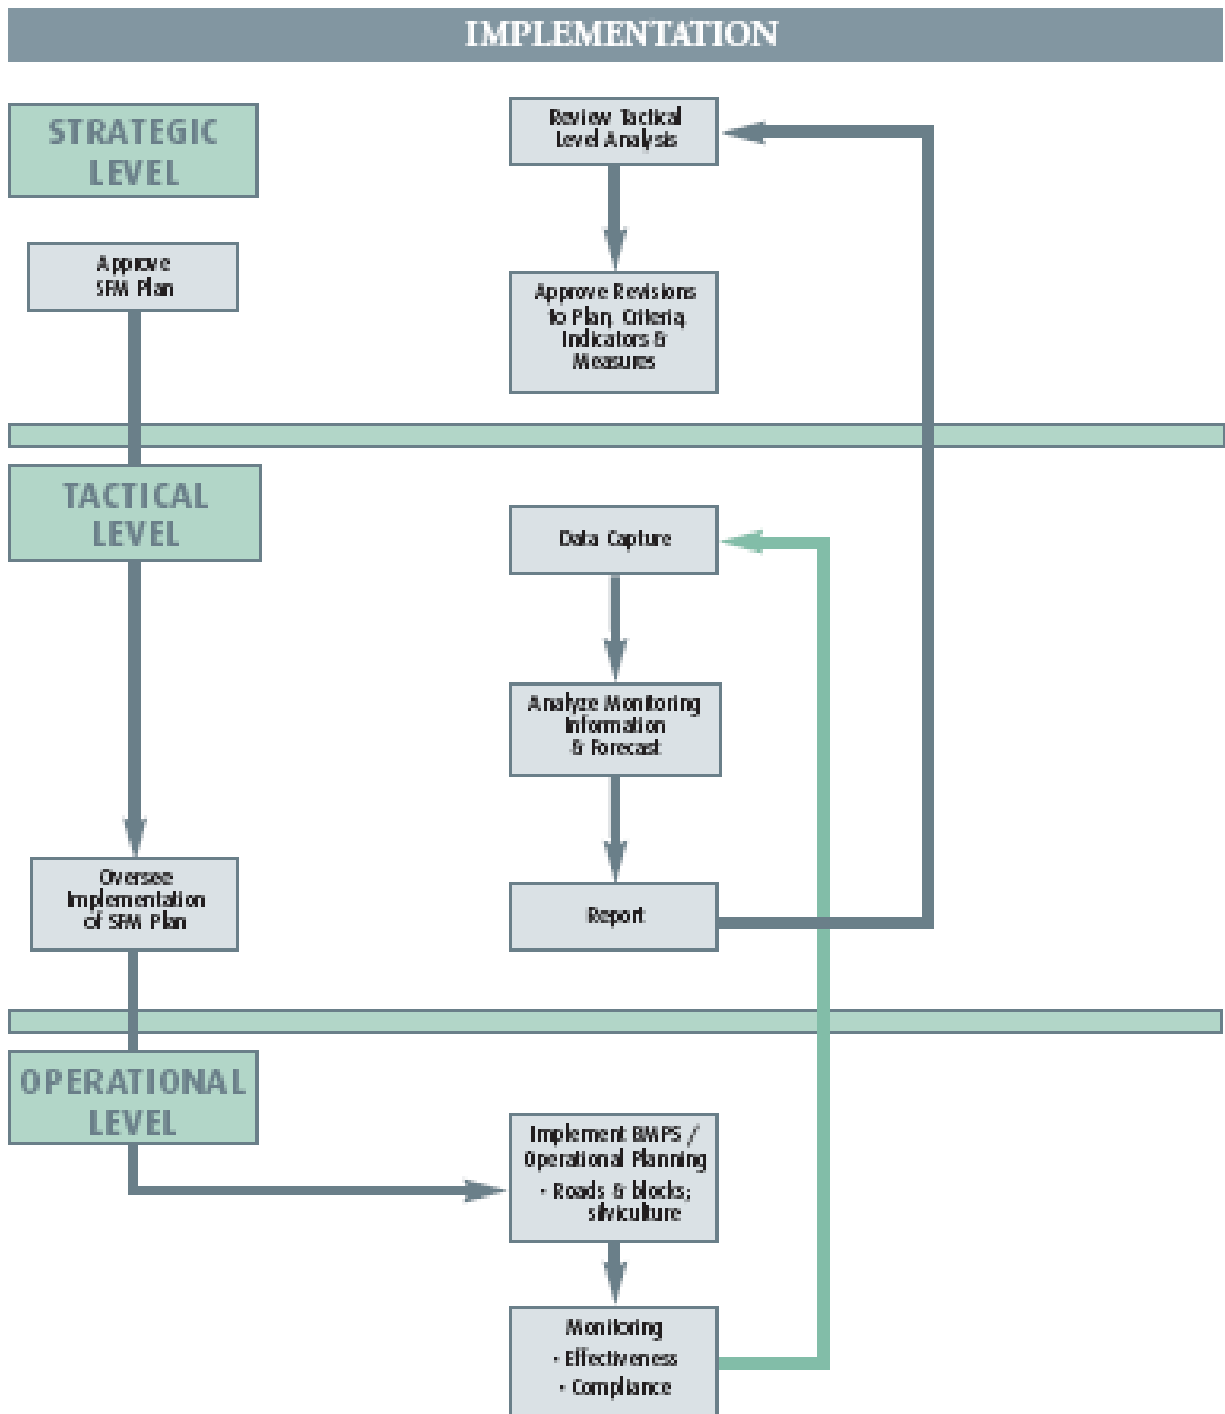 IMPLEMENTATION
STRATEGIC
LEVEL
Review Tactical
Level Analysis
Approve
SFM Plan
Approve Revisions
to Plan, Criteria,
Indicators &
Measures
TACTICAL
LEVEL
Data Capture
Analyze Monitoring
Information
& Forecast
Oversee
Implementation
of SFM Plan
Report
OPERATIONAL
LEVEL
Implement BMPS /
Operational Planning
• Roads & blocks;
silviculture
Monitoring
• Effectiveness
• Compliance